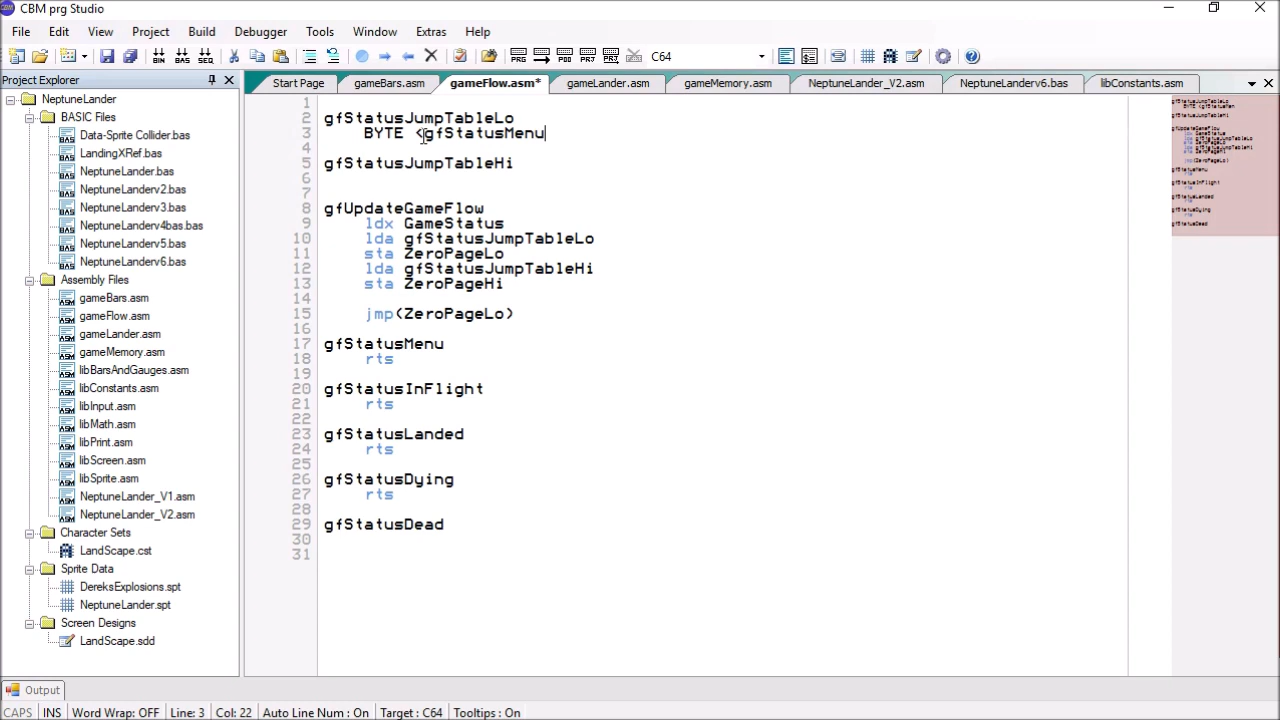 CBM prg Studio
File Edit View Project Build Debugger Tools Window Extras Help
BIN ASM SEQ C64
Project Explorer
Start Page gameBars.asm gameFlow.asm* gameLander.asm gameMemory.asm NeptuneLander_V2.asm NeptuneLanderv6.bas libConstants.asm
NeptuneLander
BASIC Files
Data-Sprite Collider.bas
LandingXRef.bas
NeptuneLander.bas
NeptuneLanderv2.bas
NeptuneLanderv3.bas
NeptuneLanderv4bas.bas
NeptuneLanderv5.bas
NeptuneLanderv6.bas
Assembly Files
gameBars.asm
gameFlow.asm
gameLander.asm
gameMemory.asm
libBarsAndGauges.asm
libConstants.asm
libInput.asm
libMath.asm
libPrint.asm
libScreen.asm
libSprite.asm
NeptuneLander_V1.asm
NeptuneLander_V2.asm
Character Sets
LandScape.cst
Sprite Data
DereksExplosions.spt
NeptuneLander.spt
Screen Designs
LandScape.sdd
1
2 gfStatusJumpTableLo
3 BYTE <gfStatusMenu
4
5 gfStatusJumpTableHi
6
7
8 gfUpdateGameFlow
9 ldx GameStatus
10 lda gfStatusJumpTableLo
11 sta ZeroPageLo
12 lda gfStatusJumpTableHi
13 sta ZeroPageHi
14
15 jmp(ZeroPageLo)
16
17 gfStatusMenu
18 rts
19
20 gfStatusInFlight
21 rts
22
23 gfStatusLanded
24 rts
25
26 gfStatusDying
27 rts
28
29 gfStatusDead
30
31
Output
CAPS INS Word Wrap: OFF Line: 3 Col: 22 Auto Line Num : On Target : C64 Tooltips : On